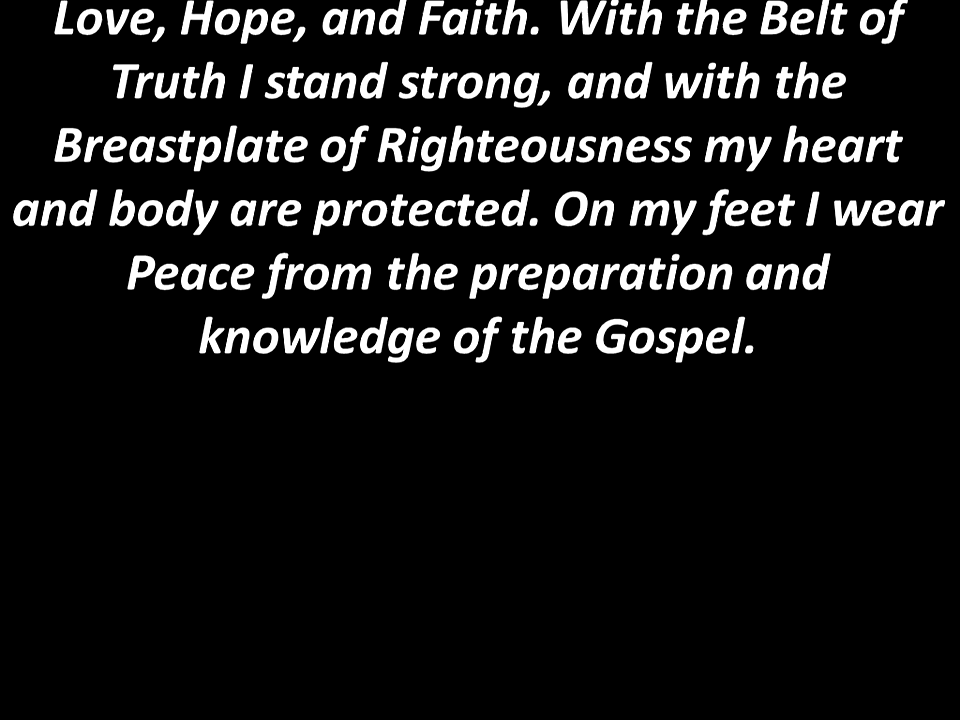 Love, Hope, and Faith. With the Belt of
Truth I stand strong, and with the
Breastplate of Righteousness my heart
and body are protected. On my feet I wear
Peace from the preparation and
knowledge of the Gospel.